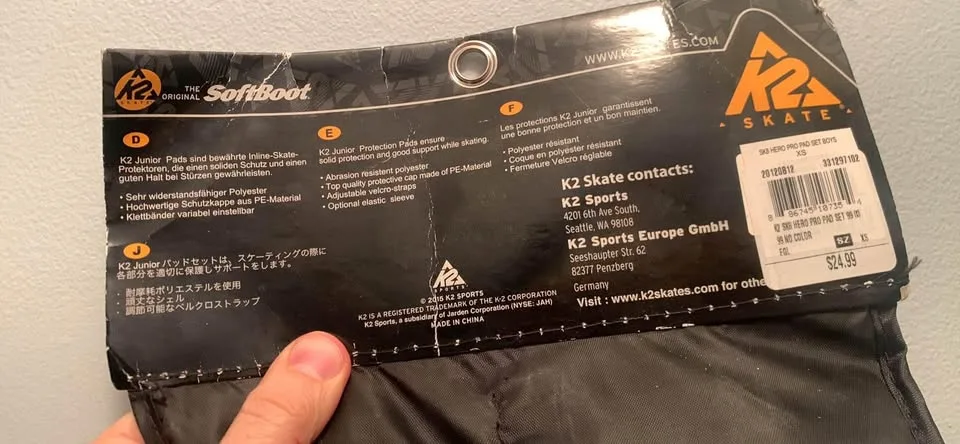 K2
SKATE
THE ORIGINAL SoftBoot
WWW.K2SKATES.COM
K2
SKATE
D
K2 Junior Pads sind bewährte Inline-Skate-
Protektoren, die einen soliden Schutz und einen
guten Halt bei Stürzen gewährleisten.
• Sehr widerstandsfähiger Polyester
• Hochwertige Schutzkappe aus PE-Material
• Klettbänder variabel einstellbar
E
K2 Junior Protection Pads ensure
solid protection and good support while skating.
• Abrasion resistent polyester
• Top quality protective cap made of PE-Material
• Adjustable velcro-straps
• Optional elastic sleeve
F
Les protections K2 Junior garantissent
une bonne protection et un bon maintien.
• Polyester résistant
• Coque en polyester résistant
• Fermeture Velcro réglable
J
K2 Junior パッドセットは、スケーティングの際に
各部分を適切に保護しサポートをします。
・ 耐摩耗ポリエステルを使用
・ 頑丈なシェル
・ 調節可能なベルクロストラップ
K2 Skate contacts:
K2 Sports
4201 6th Ave South,
Seattle, WA 98108
K2 Sports Europe GmbH
Seeshaupter Str. 62
82377 Penzberg
Germany
Visit : www.k2skates.com for othe
K2
SPORTS
© 2015 K2 SPORTS
K2 IS A REGISTERED TRADEMARK OF THE K-2 CORPORATION
K2 Sports, a subsidiary of Jarden Corporation (NYSE: JAH)
MADE IN CHINA
SK8 HERO PRO PAD SET BOYS
XS
20120812 331297102
8 86745 10735 4
K2 SK8 HERO PRO PAD SET 99
99 NO COLOR
EQL SZ XS
$24.99